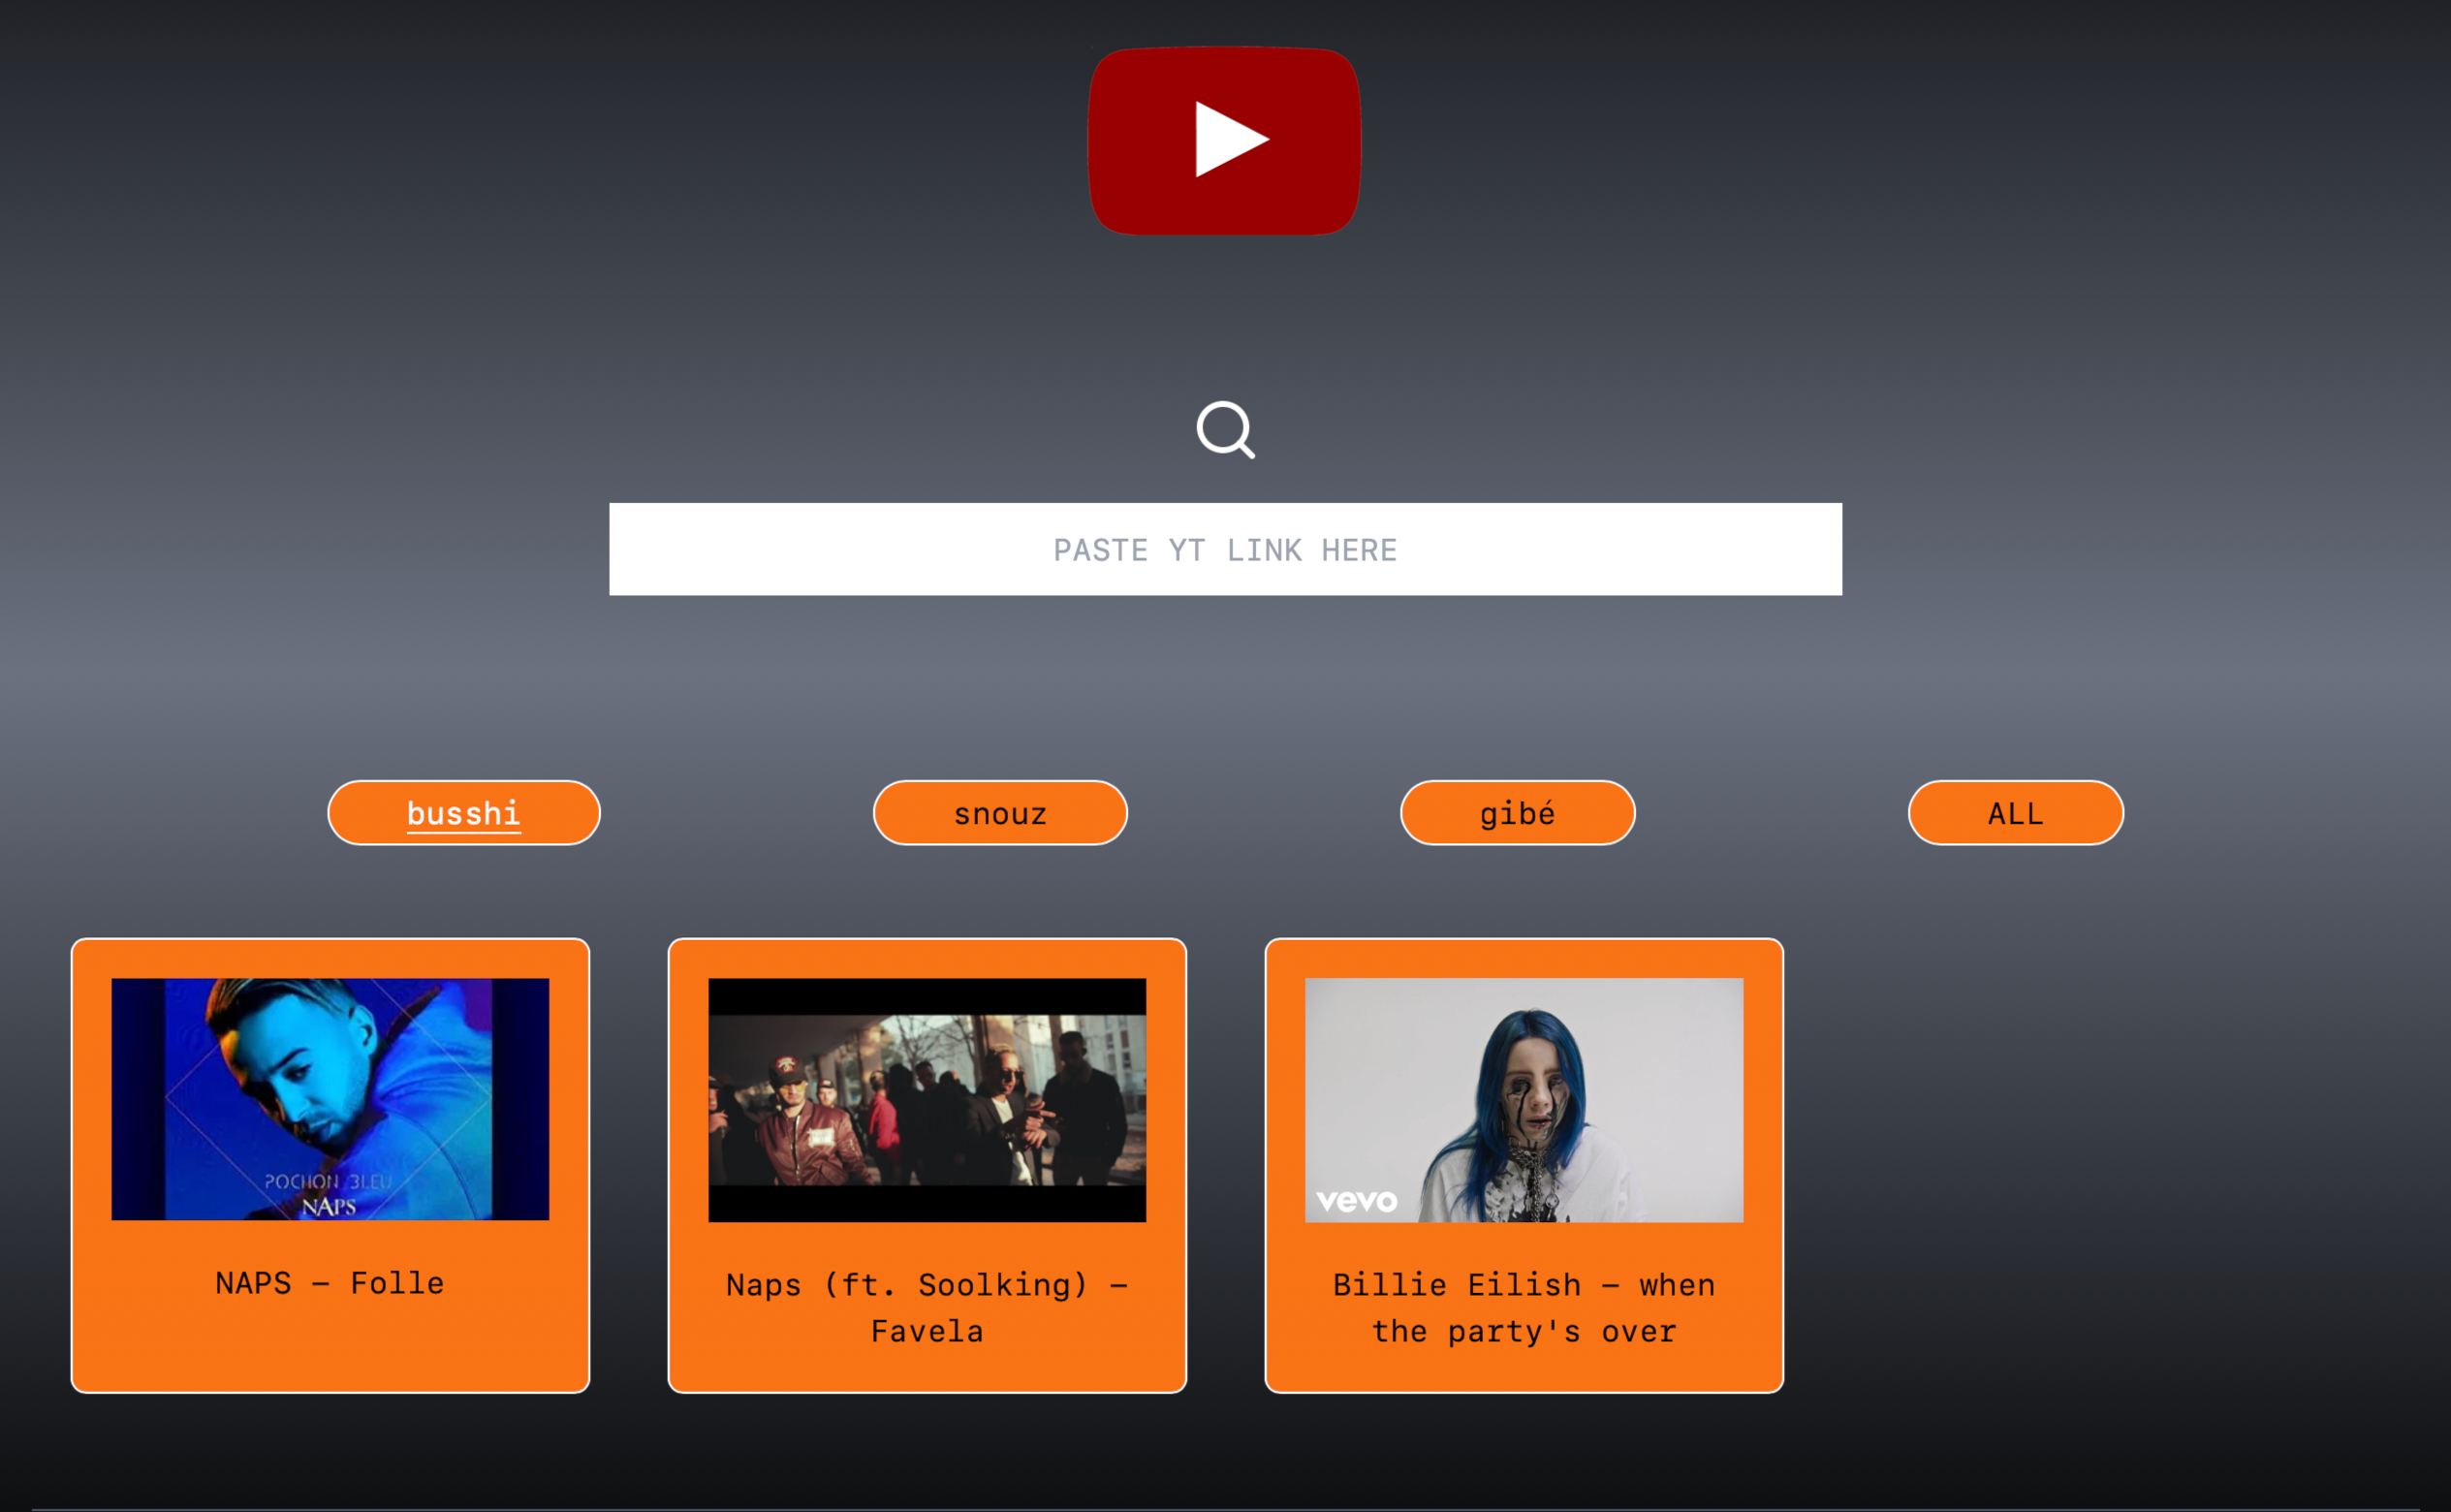 PASTE YT LINK HERE
busshi
snouz
gibé
ALL
POCHON BLEU
NAPS
vevo
NAPS – Folle
Naps (ft. Soolking) –
Favela
Billie Eilish – when
the party's over